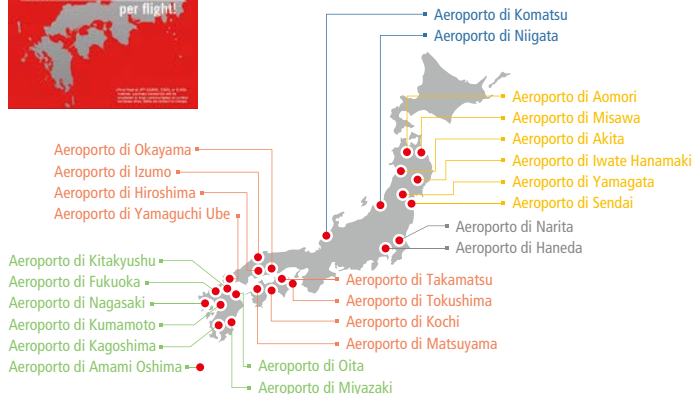 per flight!
Aeroporto di Komatsu
Aeroporto di Niigata
Aeroporto di Aomori
Aeroporto di Misawa
Aeroporto di Akita
Aeroporto di Iwate Hanamaki
Aeroporto di Yamagata
Aeroporto di Sendai
Aeroporto di Narita
Aeroporto di Haneda
Aeroporto di Okayama
Aeroporto di Izumo
Aeroporto di Hiroshima
Aeroporto di Yamaguchi Ube
Aeroporto di Kitakyushu
Aeroporto di Fukuoka
Aeroporto di Nagasaki
Aeroporto di Kumamoto
Aeroporto di Kagoshima
Aeroporto di Amami Oshima
Aeroporto di Takamatsu
Aeroporto di Tokushima
Aeroporto di Kochi
Aeroporto di Matsuyama
Aeroporto di Oita
Aeroporto di Miyazaki